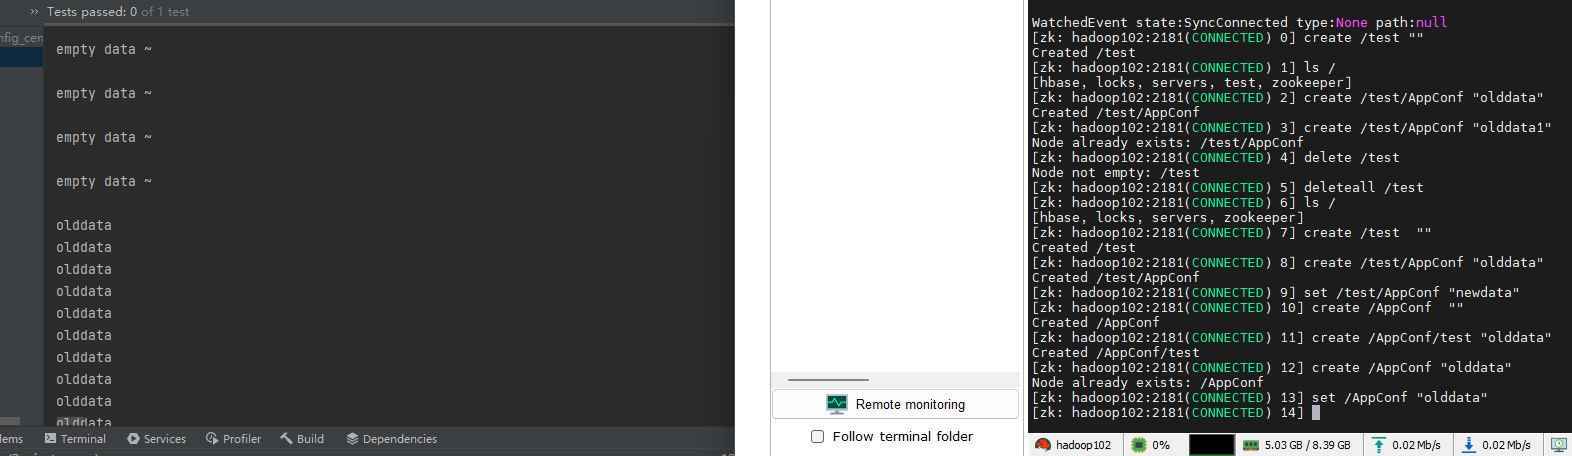 ›› Tests passed: 0 of 1 test
nfig_cen
empty data ~
empty data ~
empty data ~
empty data ~
olddata
olddata
olddata
olddata
olddata
olddata
olddata
olddata
olddata
olddata
lems Terminal Services Profiler Build Dependencies
Remote monitoring
Follow terminal folder
WatchedEvent state:SyncConnected type:None path:null
[zk: hadoop102:2181(CONNECTED) 0] create /test ""
Created /test
[zk: hadoop102:2181(CONNECTED) 1] ls /
[hbase, locks, servers, test, zookeeper]
[zk: hadoop102:2181(CONNECTED) 2] create /test/AppConf "olddata"
Created /test/AppConf
[zk: hadoop102:2181(CONNECTED) 3] create /test/AppConf "olddata1"
Node already exists: /test/AppConf
[zk: hadoop102:2181(CONNECTED) 4] delete /test
Node not empty: /test
[zk: hadoop102:2181(CONNECTED) 5] deleteall /test
[zk: hadoop102:2181(CONNECTED) 6] ls /
[hbase, locks, servers, zookeeper]
[zk: hadoop102:2181(CONNECTED) 7] create /test  ""
Created /test
[zk: hadoop102:2181(CONNECTED) 8] create /test/AppConf "olddata"
Created /test/AppConf
[zk: hadoop102:2181(CONNECTED) 9] set /test/AppConf "newdata"
[zk: hadoop102:2181(CONNECTED) 10] create /AppConf  ""
Created /AppConf
[zk: hadoop102:2181(CONNECTED) 11] create /AppConf/test "olddata"
Created /AppConf/test
[zk: hadoop102:2181(CONNECTED) 12] create /AppConf "olddata"
Node already exists: /AppConf
[zk: hadoop102:2181(CONNECTED) 13] set /AppConf "olddata"
[zk: hadoop102:2181(CONNECTED) 14]
hadoop102 0% 5.03 GB / 8.39 GB 0.02 Mb/s 0.02 Mb/s